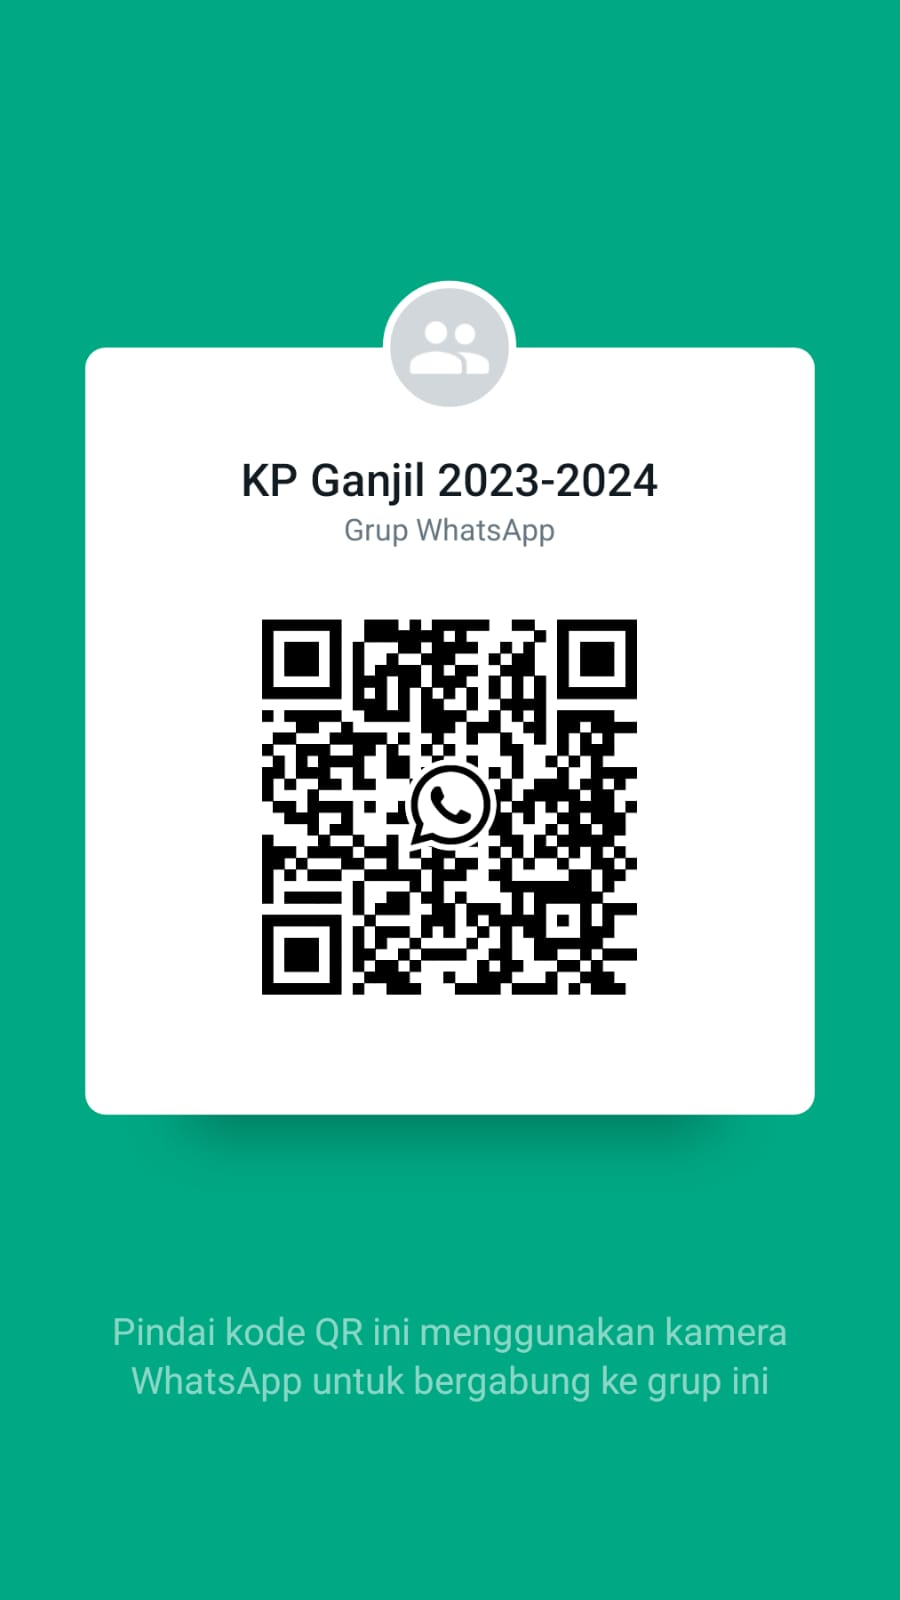 KP Ganjil 2023-2024
Grup WhatsApp
Pindai kode QR ini menggunakan kamera
WhatsApp untuk bergabung ke grup ini